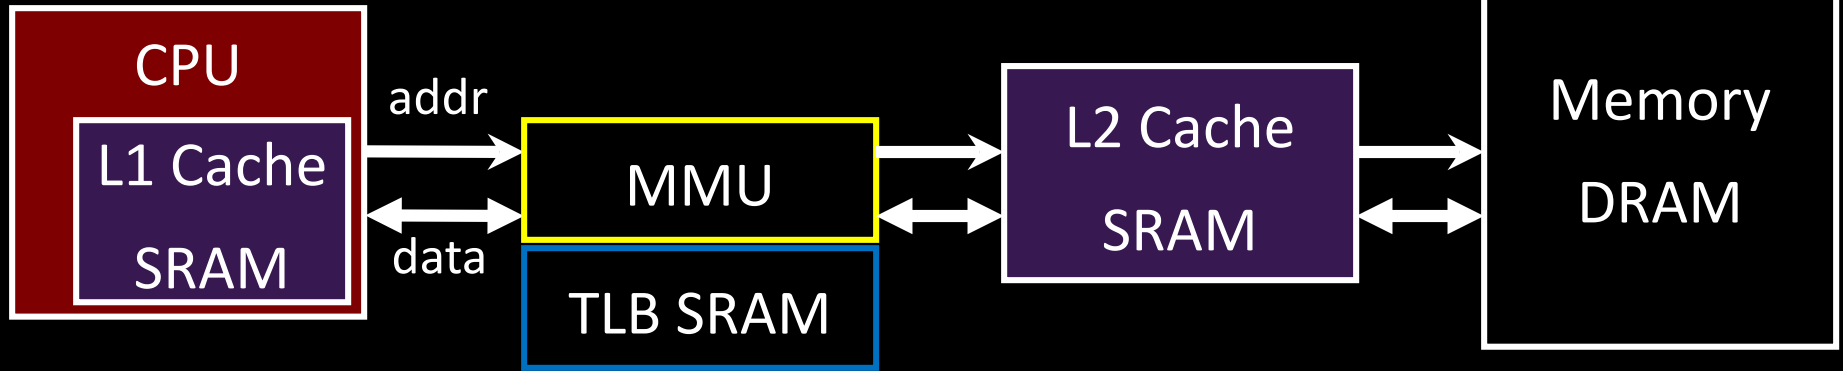 CPU
L1 Cache
SRAM
addr
data
MMU
TLB SRAM
L2 Cache
SRAM
Memory
DRAM